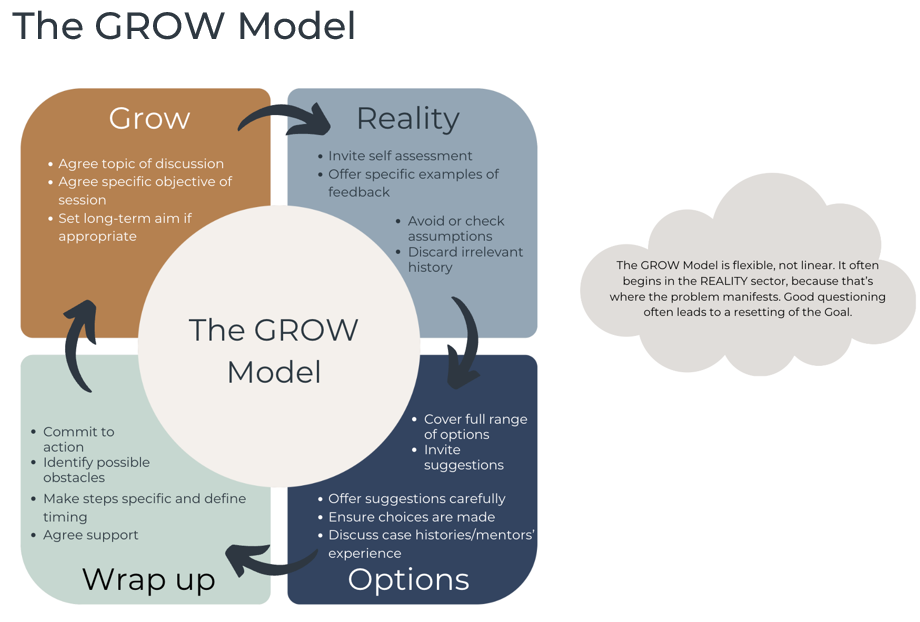 The GROW Model
Grow
• Agree topic of discussion
• Agree specific objective of
session
• Set long-term aim if
appropriate
Reality
• Invite self assessment
• Offer specific examples of
feedback
• Avoid or check
assumptions
• Discard irrelevant
history
The GROW
Model
• Cover full range
of options
• Invite
suggestions
• Offer suggestions carefully
• Ensure choices are made
• Discuss case histories/mentors'
experience
Options
• Commit to
action
• Identify possible
obstacles
• Make steps specific and define
timing
• Agree support
Wrap up
The GROW Model is flexible, not linear. It often
begins in the REALITY sector, because that's
where the problem manifests. Good questioning
often leads to a resetting of the Goal.